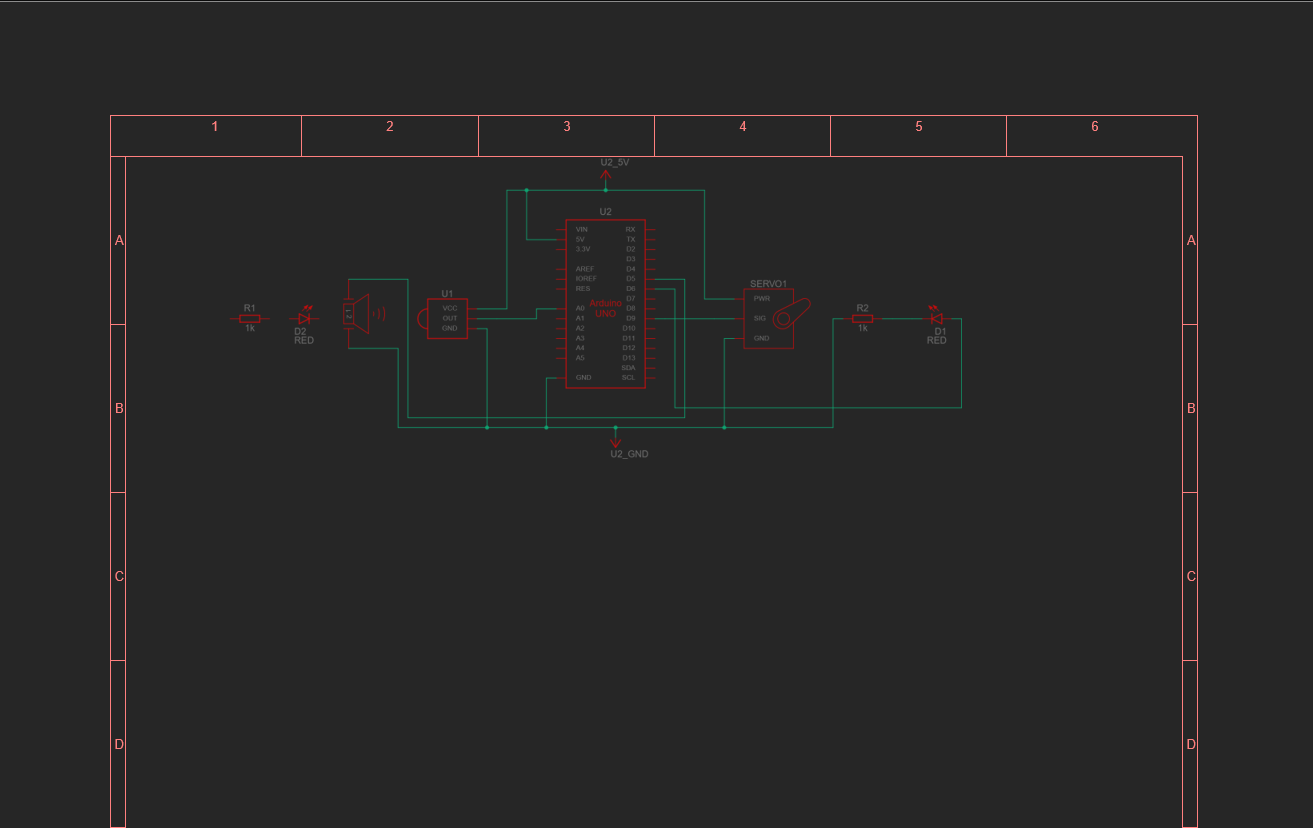 1 2 3 4 5 6
U2_5V
A A
B B
C C
D D
U2
VIN RX
5V TX
3.3V D2
D3
AREF D4
IOREF D5
RES D6
D7
A0 D8
A1 D9
A2 D10
A3 D11
A4 D12
A5 D13
SDA
GND SCL
Arduino
UNO
R1
1k
D2
RED
U1
VCC
OUT
GND
SERVO1
PWR
SIG
GND
R2
1k
D1
RED
U2_GND